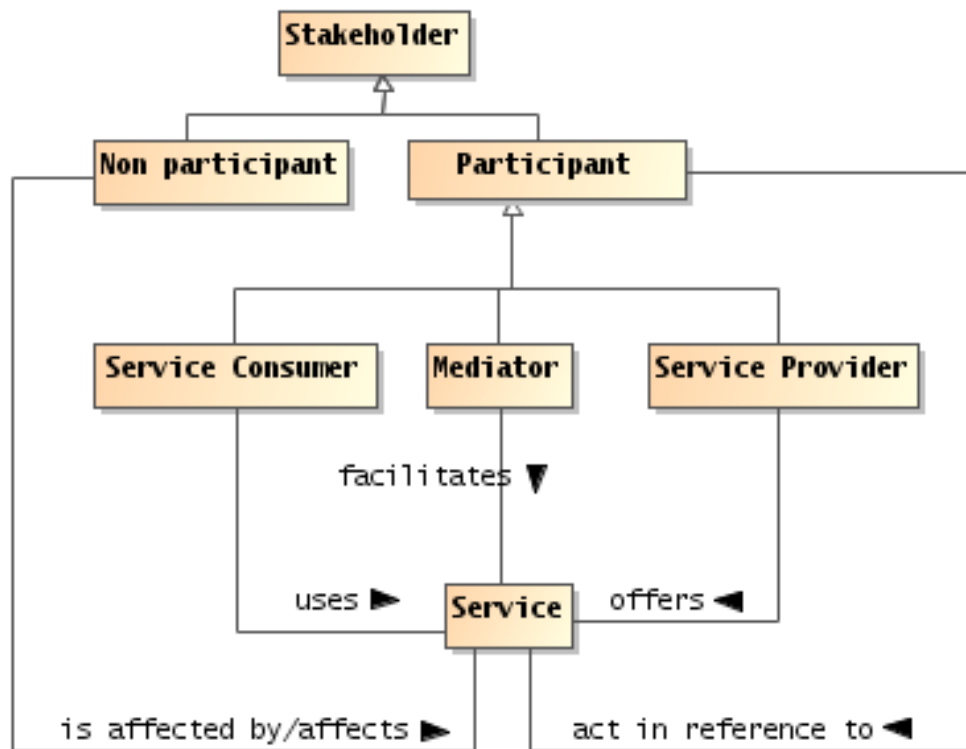 Stakeholder
Non participant
Participant
Service Consumer
Mediator
Service Provider
facilitates
uses
Service
offers
is affected by/affects
act in reference to